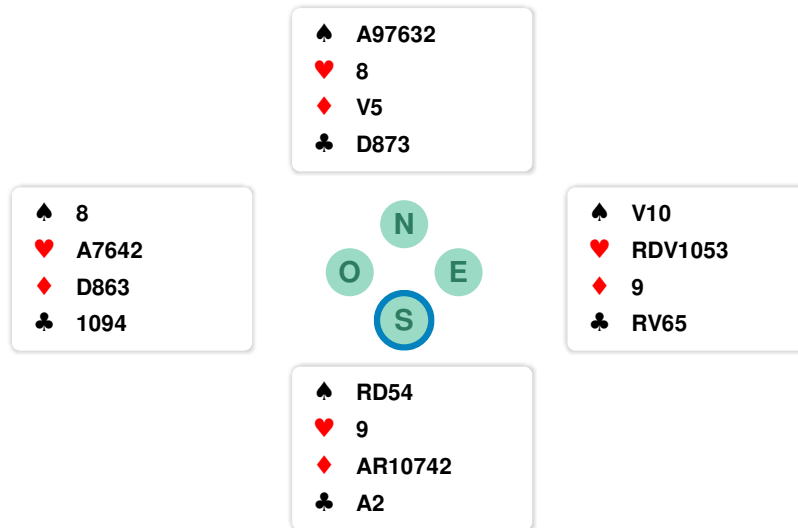 ♠ A97632
♥ 8
♦ V5
♣ D873
♠ 8
♥ A7642
♦ D863
♣ 1094
N
O E
S
♠ V10
♥ RDV1053
♦ 9
♣ RV65
♠ RD54
♥ 9
♦ AR10742
♣ A2